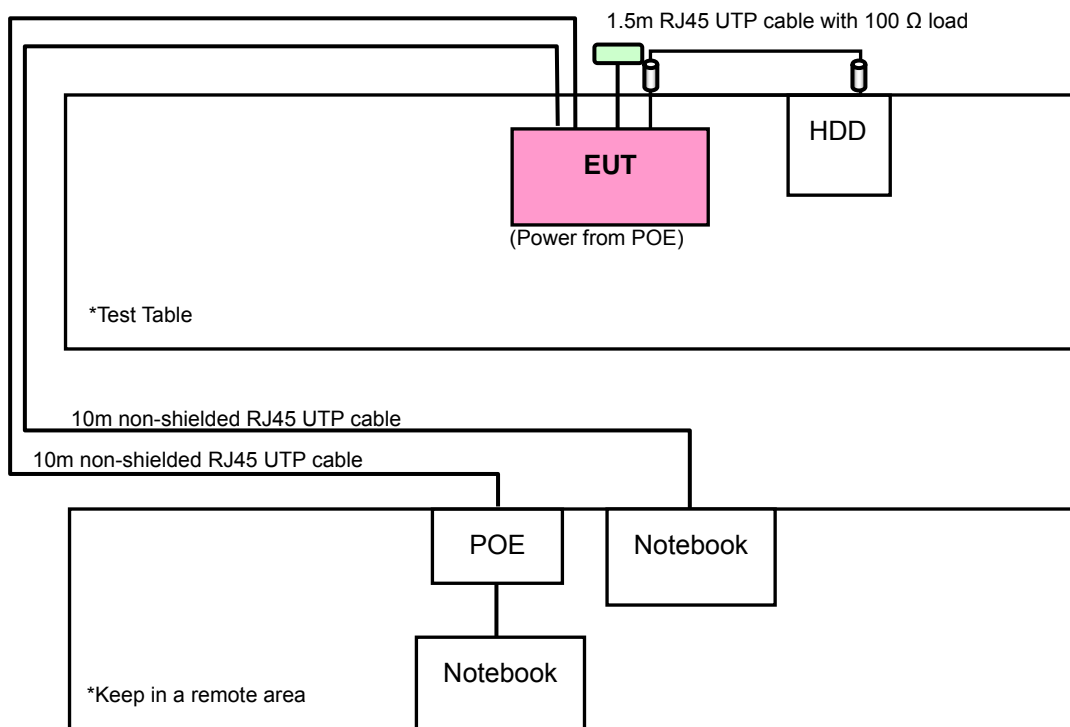 1.5m RJ45 UTP cable with 100 Ω load
HDD
EUT
(Power from POE)
*Test Table
10m non-shielded RJ45 UTP cable
10m non-shielded RJ45 UTP cable
POE
Notebook
Notebook
*Keep in a remote area